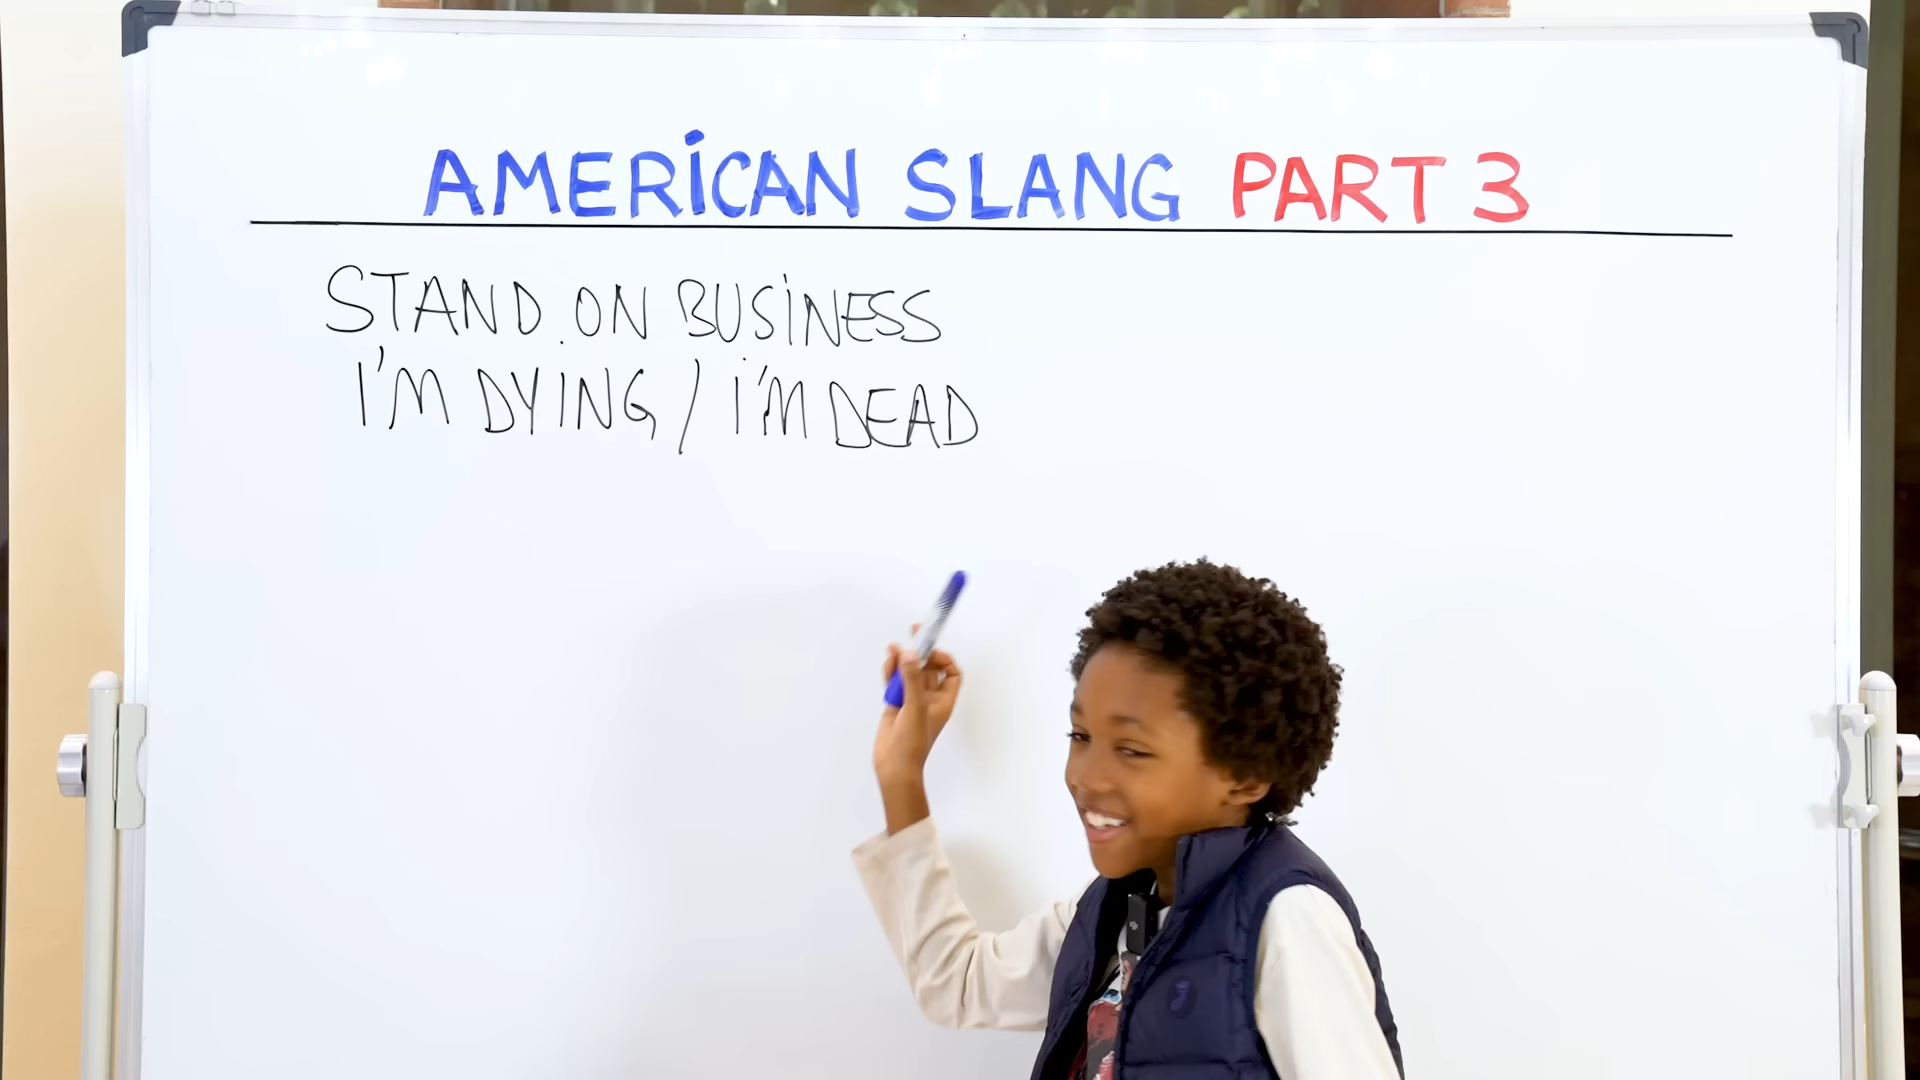 AMERiCAN SLANG PART 3
STAND ON BUSiNESS
I'M DYING / i'M DEAD